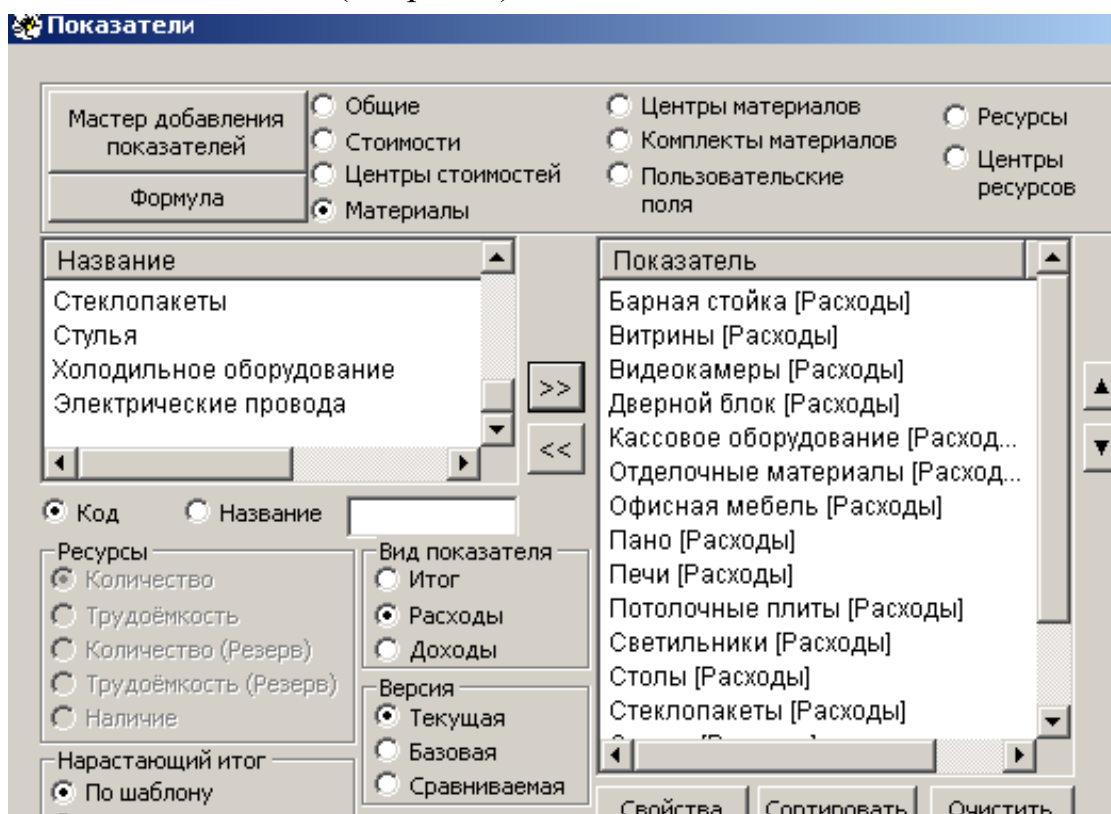 Показатели
Мастер добавления
показателей
Формула
Общие
Стоимости
Центры стоимостей
Материалы
Центры материалов
Комплекты материалов
Пользовательские
поля
Ресурсы
Центры
ресурсов
Название
Стеклопакеты
Стулья
Холодильное оборудование
Электрические провода
>>
<<
Показатель
Барная стойка [Расходы]
Витрины [Расходы]
Видеокамеры [Расходы]
Дверной блок [Расходы]
Кассовое оборудование [Расход...
Отделочные материалы [Расход...
Офисная мебель [Расходы]
Пано [Расходы]
Печи [Расходы]
Потолочные плиты [Расходы]
Светильники [Расходы]
Столы [Расходы]
Стеклопакеты [Расходы]
Код
Название
Ресурсы
Количество
Трудоёмкость
Количество (Резерв)
Трудоёмкость (Резерв)
Наличие
Вид показателя
Итог
Расходы
Доходы
Версия
Текущая
Базовая
Сравниваемая
Нарастающий итог
По шаблону
Свойства
Сортировать
Очистить